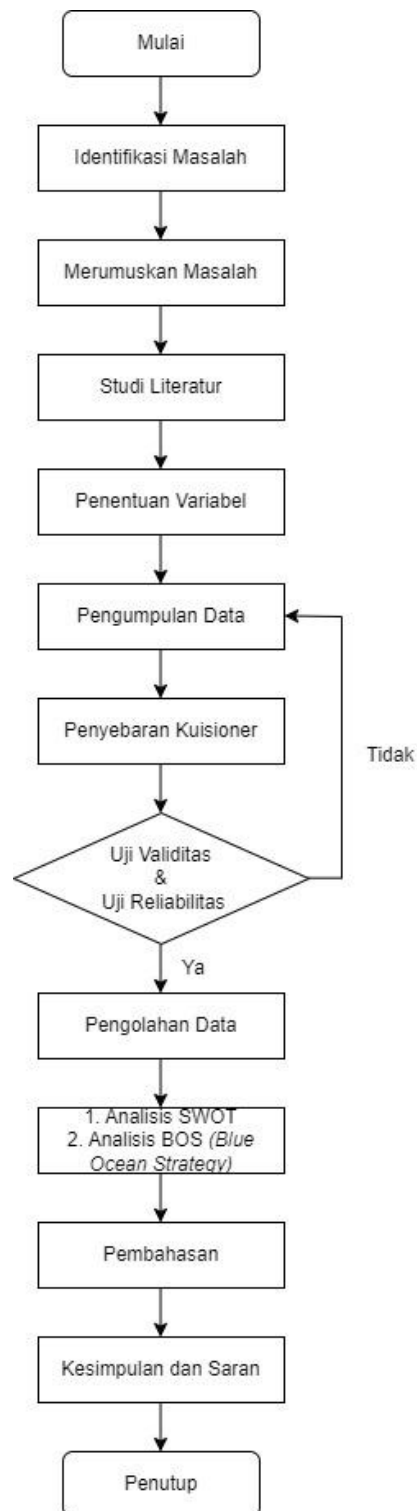 Mulai
Identifikasi Masalah
Merumuskan Masalah
Studi Literatur
Penentuan Variabel
Pengumpulan Data
Penyebaran Kuisioner
Tidak
Uji Validitas
&
Uji Reliabilitas
Ya
Pengolahan Data
1. Analisis SWOT
2. Analisis BOS (Blue
Ocean Strategy)
Pembahasan
Kesimpulan dan Saran
Penutup